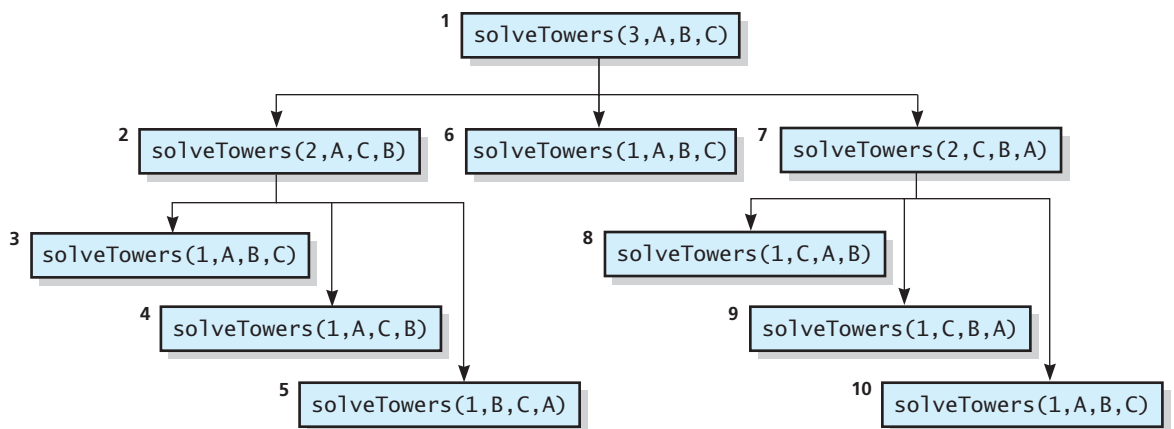 1 solveTowers(3,A,B,C)
2 solveTowers(2,A,C,B)
6 solveTowers(1,A,B,C)
7 solveTowers(2,C,B,A)
3 solveTowers(1,A,B,C)
8 solveTowers(1,C,A,B)
4 solveTowers(1,A,C,B)
9 solveTowers(1,C,B,A)
5 solveTowers(1,B,C,A)
10 solveTowers(1,A,B,C)